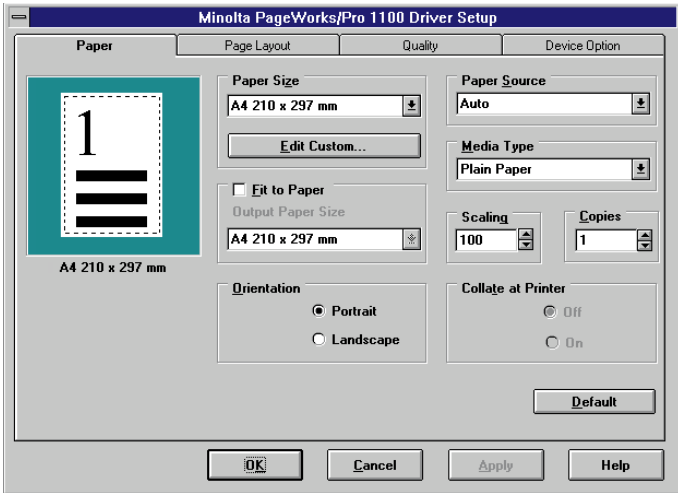 Minolta PageWorks/Pro 1100 Driver Setup
Paper
Page Layout
Quality
Device Option
1
A4 210 x 297 mm
Paper Size
A4 210 x 297 mm
Edit Custom...
Fit to Paper
Output Paper Size
A4 210 x 297 mm
Orientation
Portrait
Landscape
Paper Source
Auto
Media Type
Plain Paper
Scaling
100
Copies
1
Collate at Printer
Off
On
Default
OK
Cancel
Apply
Help